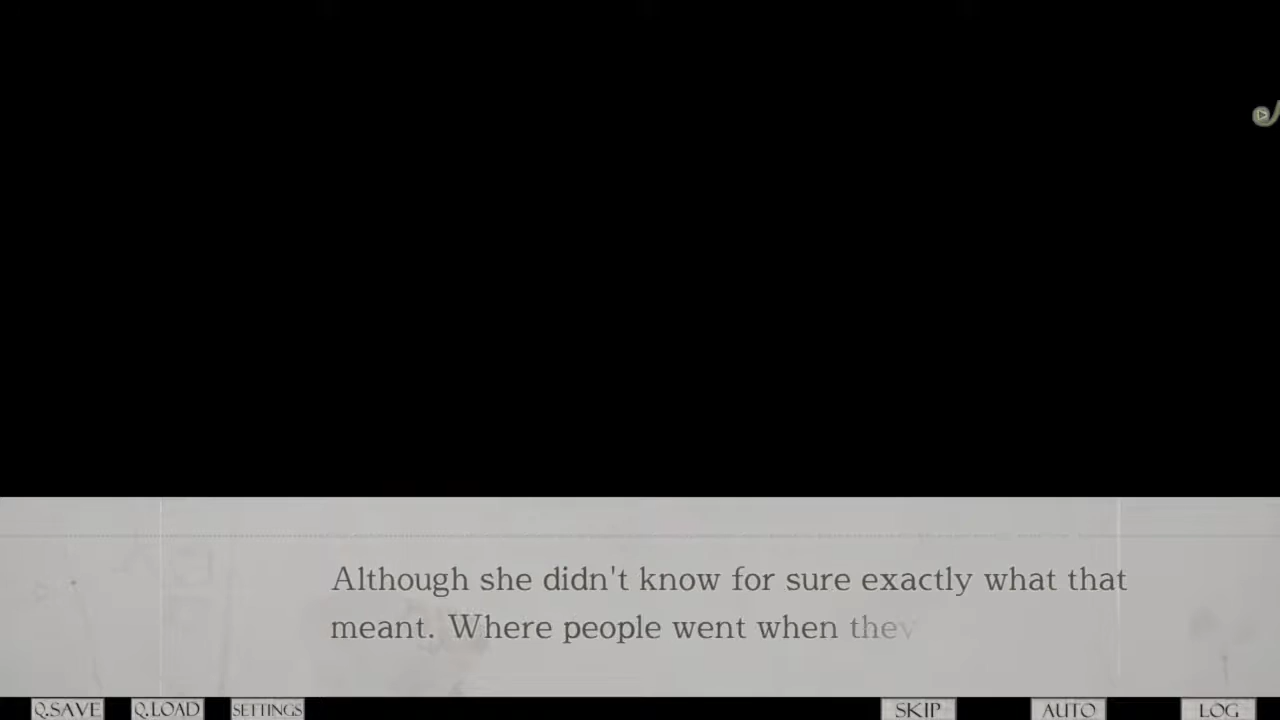 Although she didn't know for sure exactly what that
meant. Where people went when they
Q.SAVE Q.LOAD SETTINGS SKIP AUTO LOG